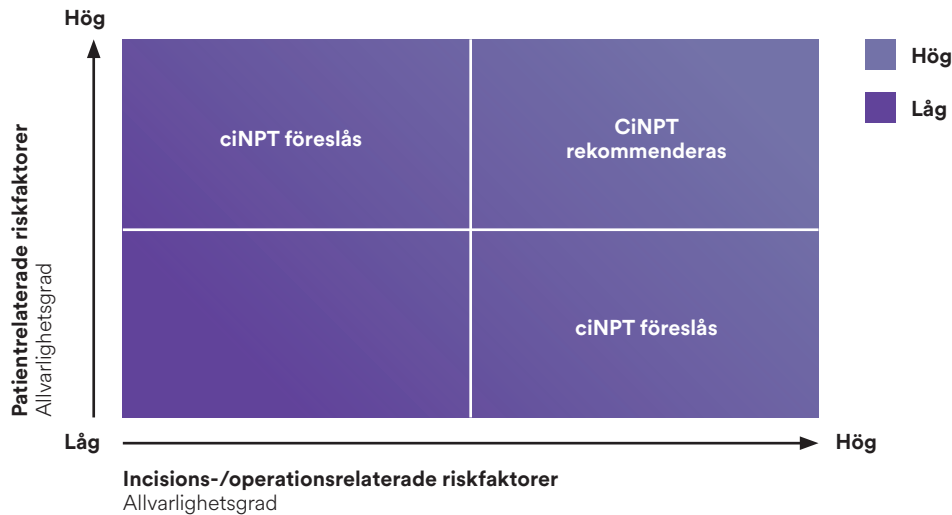 Hög
Hög
Låg
ciNPT föreslås
CiNPT
rekommenderas
Patientrelaterade riskfaktorer
Allvarlighetsgrad
ciNPT föreslås
Låg
Hög
Incisions-/operationsrelaterade riskfaktorer
Allvarlighetsgrad